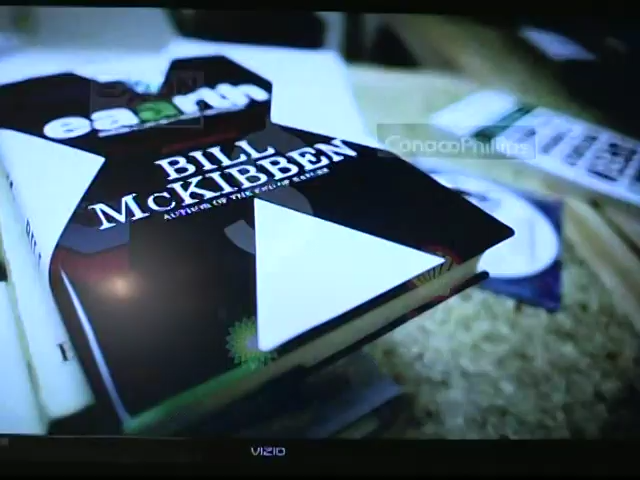 eaarth
BILL
McKIBBEN
AUTHOR OF THE END OF NATURE
ConocoPhillips
VIZIO